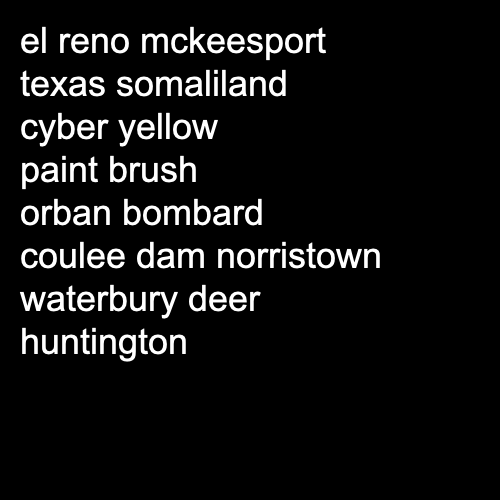 el reno mckeesport
texas somaliland
cyber yellow
paint brush
orban bombard
coulee dam norristown
waterbury deer
huntington